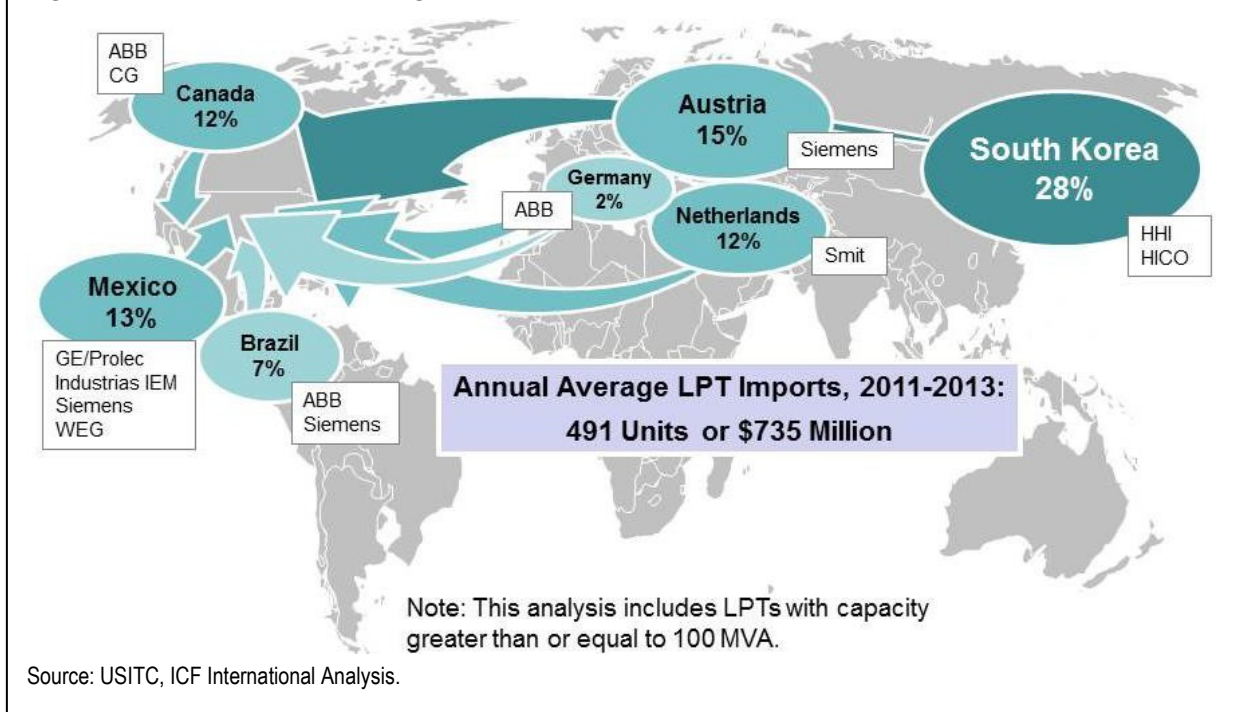 ABB
CG
Canada
12%
Austria
15%
Siemens
South Korea
28%
HHI
HICO
Germany
2%
ABB
Netherlands
12%
Smit
Mexico
13%
GE/Prolec
Industrias IEM
Siemens
WEG
Brazil
7%
ABB
Siemens
Annual Average LPT Imports, 2011-2013:
491 Units or $735 Million
Note: This analysis includes LPTs with capacity
greater than or equal to 100 MVA.
Source: USITC, ICF International Analysis.